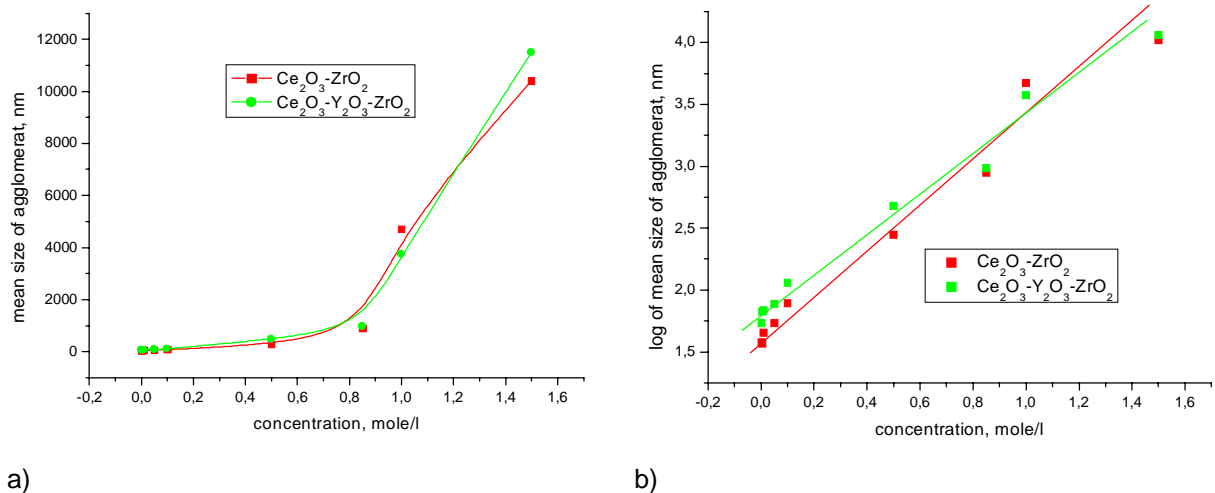 12000
10000
8000
6000
4000
2000
0
mean size of agglomerat, nm
Ce₂O₃-ZrO₂
Ce₂O₃-Y₂O₃-ZrO₂
-0,2 0,0 0,2 0,4 0,6 0,8 1,0 1,2 1,4 1,6
concentration, mole/l
a)
4,0
3,5
3,0
2,5
2,0
1,5
log of mean size of agglomerat, nm
Ce₂O₃-ZrO₂
Ce₂O₃-Y₂O₃-ZrO₂
-0,2 0,0 0,2 0,4 0,6 0,8 1,0 1,2 1,4 1,6
concentration, mole/l
b)